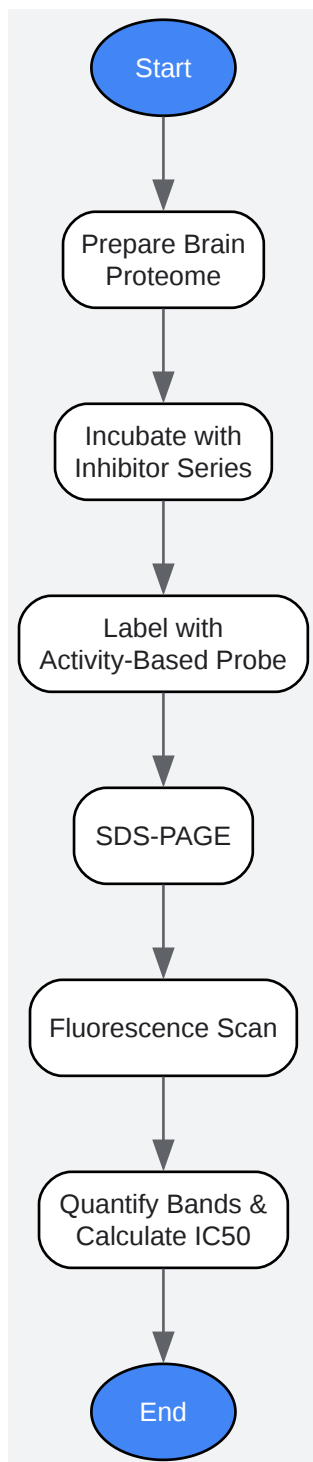 Start
Prepare Brain
Proteome
Incubate with
Inhibitor Series
Label with
Activity-Based Probe
SDS-PAGE
Fluorescence Scan
Quantify Bands &
Calculate IC50
End